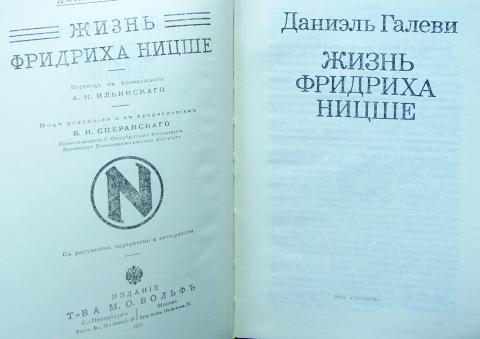 ЖИЗНЬ
ФРИДРИХА НИЦШЕ
Переводъ съ французскаго
А. Н. ИЛЬИНСКАГО
Подъ редакціей и съ предисловіемъ
В. Н. СПЕРАНСКАГО
N
Съ рисунками, портретами и автографами
ИЗДАНІЕ
Т-ВА М. О. ВОЛЬФЪ
С.-Петербургъ Москва
1911
Даниэль Галеви
ЖИЗНЬ
ФРИДРИХА
НИЦШЕ